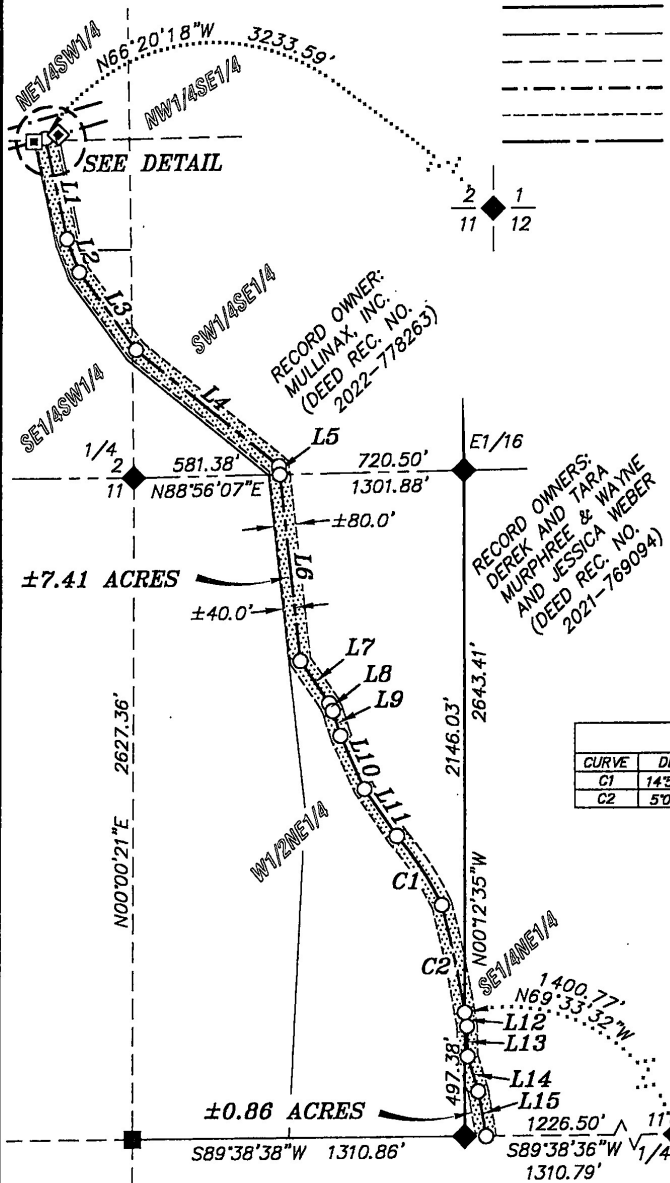 N66°20'18"W 3233.59'
NE1/4SW1/4
NW1/4SE1/4
SEE DETAIL
2 1
11 12
L1
L2
L3
SW1/4SE1/4
RECORD OWNER:
MULLINAX, INC.
(DEED REC. NO.
2022-778263)
SE1/4SW1/4
L4
L5
1/4
2
11
581.38'
720.50'
E1/16
N88°56'07"E
1301.88'
RECORD OWNERS:
DEREK AND TARA
MURPHREE & WAYNE
AND JESSICA WEBER
(DEED REC. NO.
2021-769094)
±80.0'
±7.41 ACRES
L6
±40.0'
L7
L8
L9
2627.36'
N00°00'21"E
2146.03'
2643.41'
N00°12'35"W
L10
L11
W1/2NE1/4
CURVE
C1
C2
C1
C2
SE1/4NE1/4
1400.77'
N69°33'32"W
L12
L13
497.38'
L14
L15
±0.86 ACRES
1226.50'
11
1/4
S89°38'38"W 1310.86'
S89°38'36"W
1310.79'